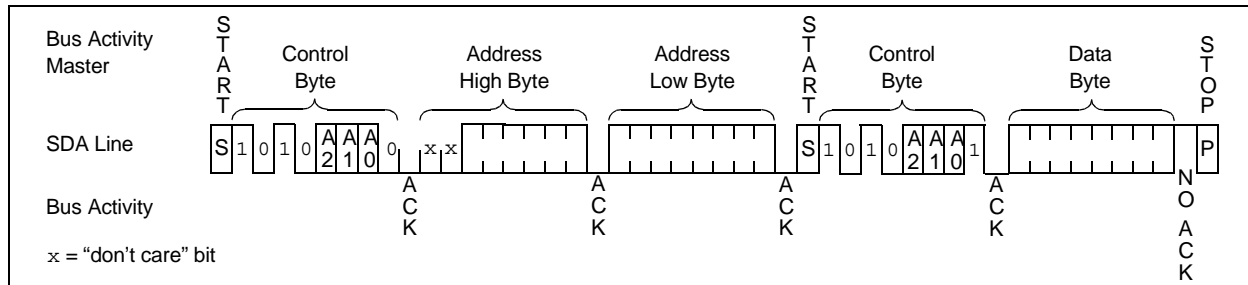 Bus Activity
Master
START
Control
Byte
Address
High Byte
Address
Low Byte
START
Control
Byte
Data
Byte
STOP
SDA Line
S 1 0 1 0 A2 A1 A0 0 x x S 1 0 1 0 A2 A1 A0 1 P
Bus Activity
ACK
ACK
ACK
ACK
NO ACK
x = “don’t care” bit